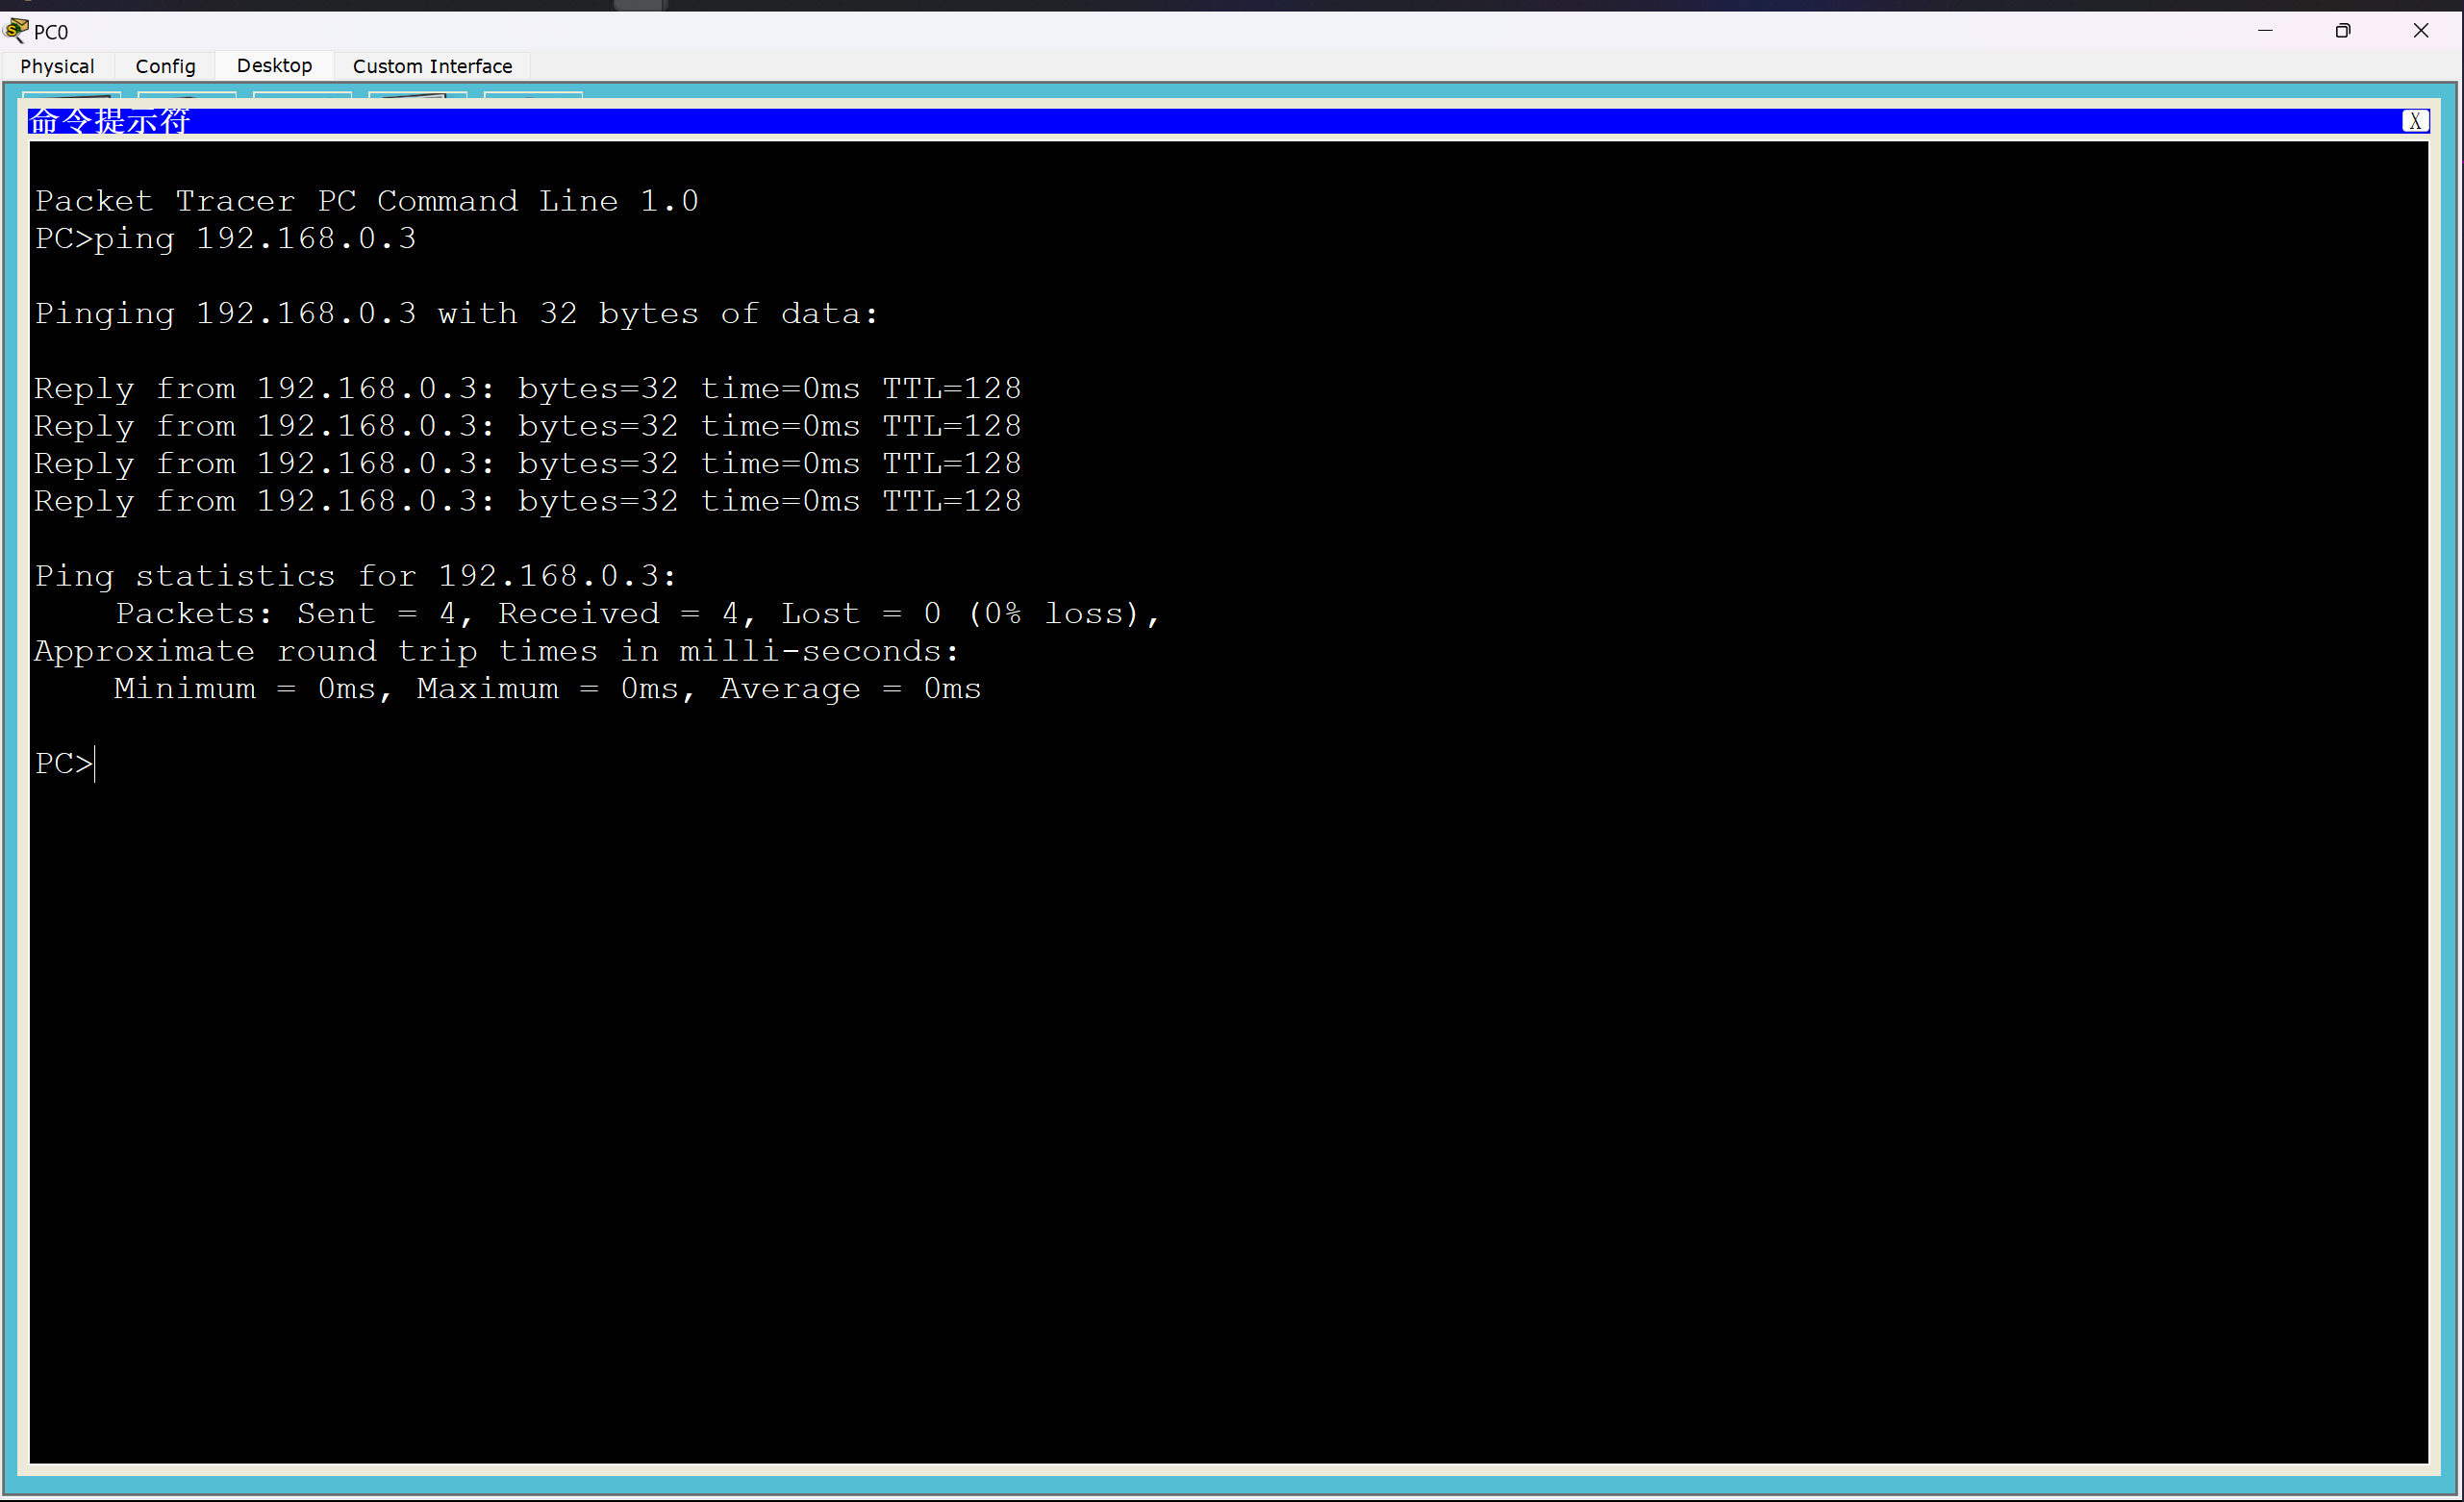 PC0
Physical Config Desktop Custom Interface
命令提示符 X
Packet Tracer PC Command Line 1.0
PC>ping 192.168.0.3
Pinging 192.168.0.3 with 32 bytes of data:
Reply from 192.168.0.3: bytes=32 time=0ms TTL=128
Reply from 192.168.0.3: bytes=32 time=0ms TTL=128
Reply from 192.168.0.3: bytes=32 time=0ms TTL=128
Reply from 192.168.0.3: bytes=32 time=0ms TTL=128
Ping statistics for 192.168.0.3:
Packets: Sent = 4, Received = 4, Lost = 0 (0% loss),
Approximate round trip times in milli-seconds:
Minimum = 0ms, Maximum = 0ms, Average = 0ms
PC>